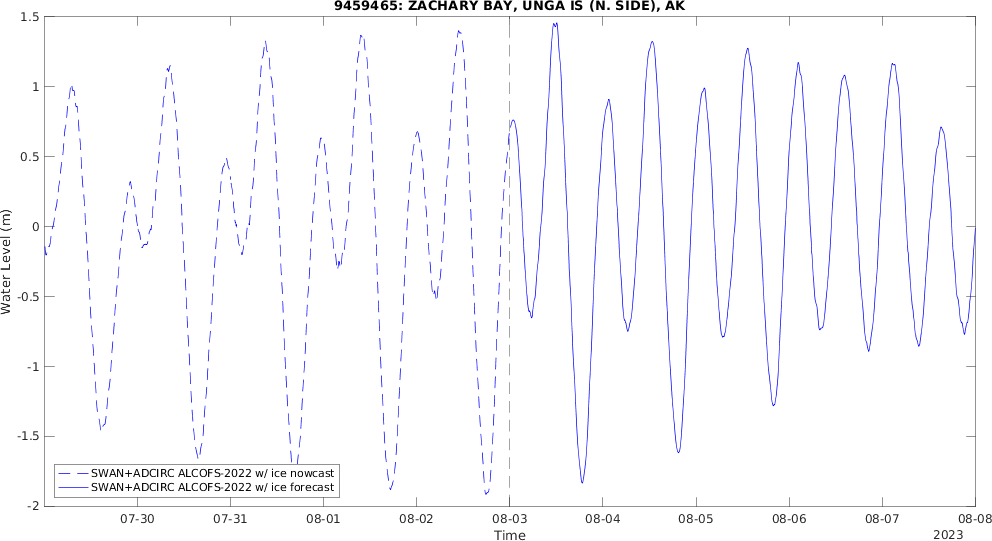 9459465: ZACHARY BAY, UNGA IS (N. SIDE), AK
1.5
1
0.5
0
-0.5
-1
-1.5
-2
Water Level (m)
SWAN+ADCIRC ALCOFS-2022 w/ ice nowcast
SWAN+ADCIRC ALCOFS-2022 w/ ice forecast
07-30 07-31 08-01 08-02 08-03 08-04 08-05 08-06 08-07 08-08
Time
2023